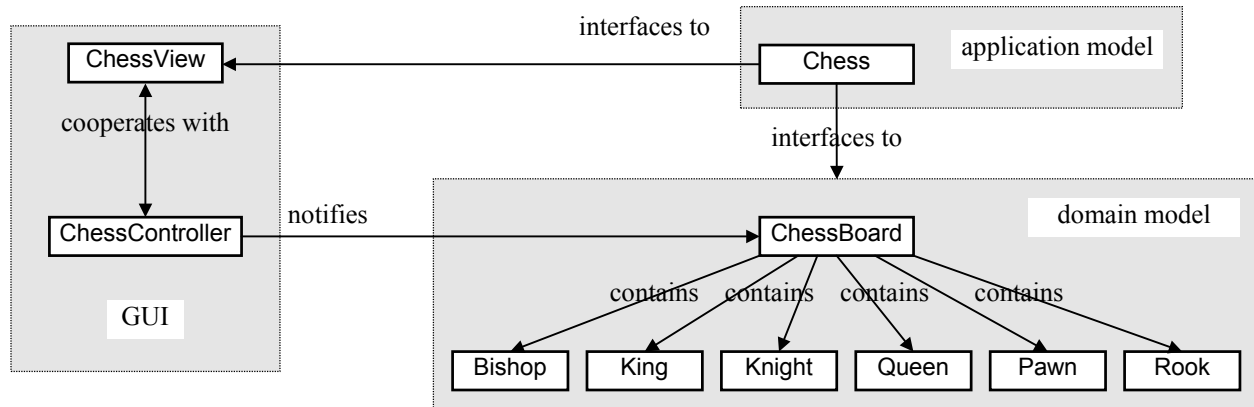 interfaces to
application model
ChessView
Chess
cooperates with
interfaces to
notifies
domain model
ChessController
ChessBoard
GUI
contains
contains
contains
contains
Bishop
King
Knight
Queen
Pawn
Rook